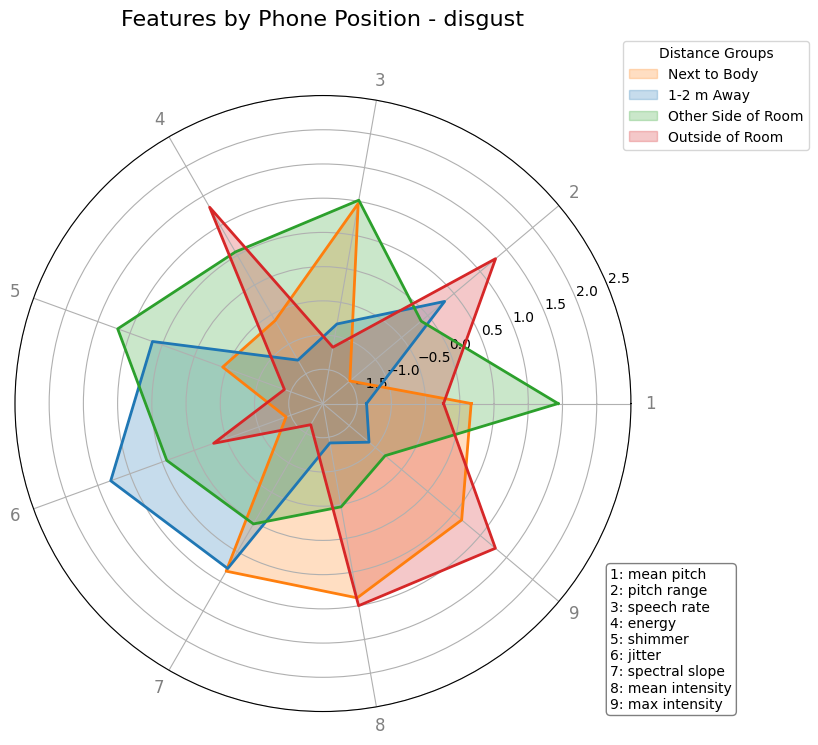 Features by Phone Position - disgust
Distance Groups
Next to Body
1-2 m Away
Other Side of Room
Outside of Room
3
4
2
5
2.5
2.0
1.5
1.0
0.5
0.0
−0.5
−1.0
1.5
1
6
9
7
8
1: mean pitch
2: pitch range
3: speech rate
4: energy
5: shimmer
6: jitter
7: spectral slope
8: mean intensity
9: max intensity